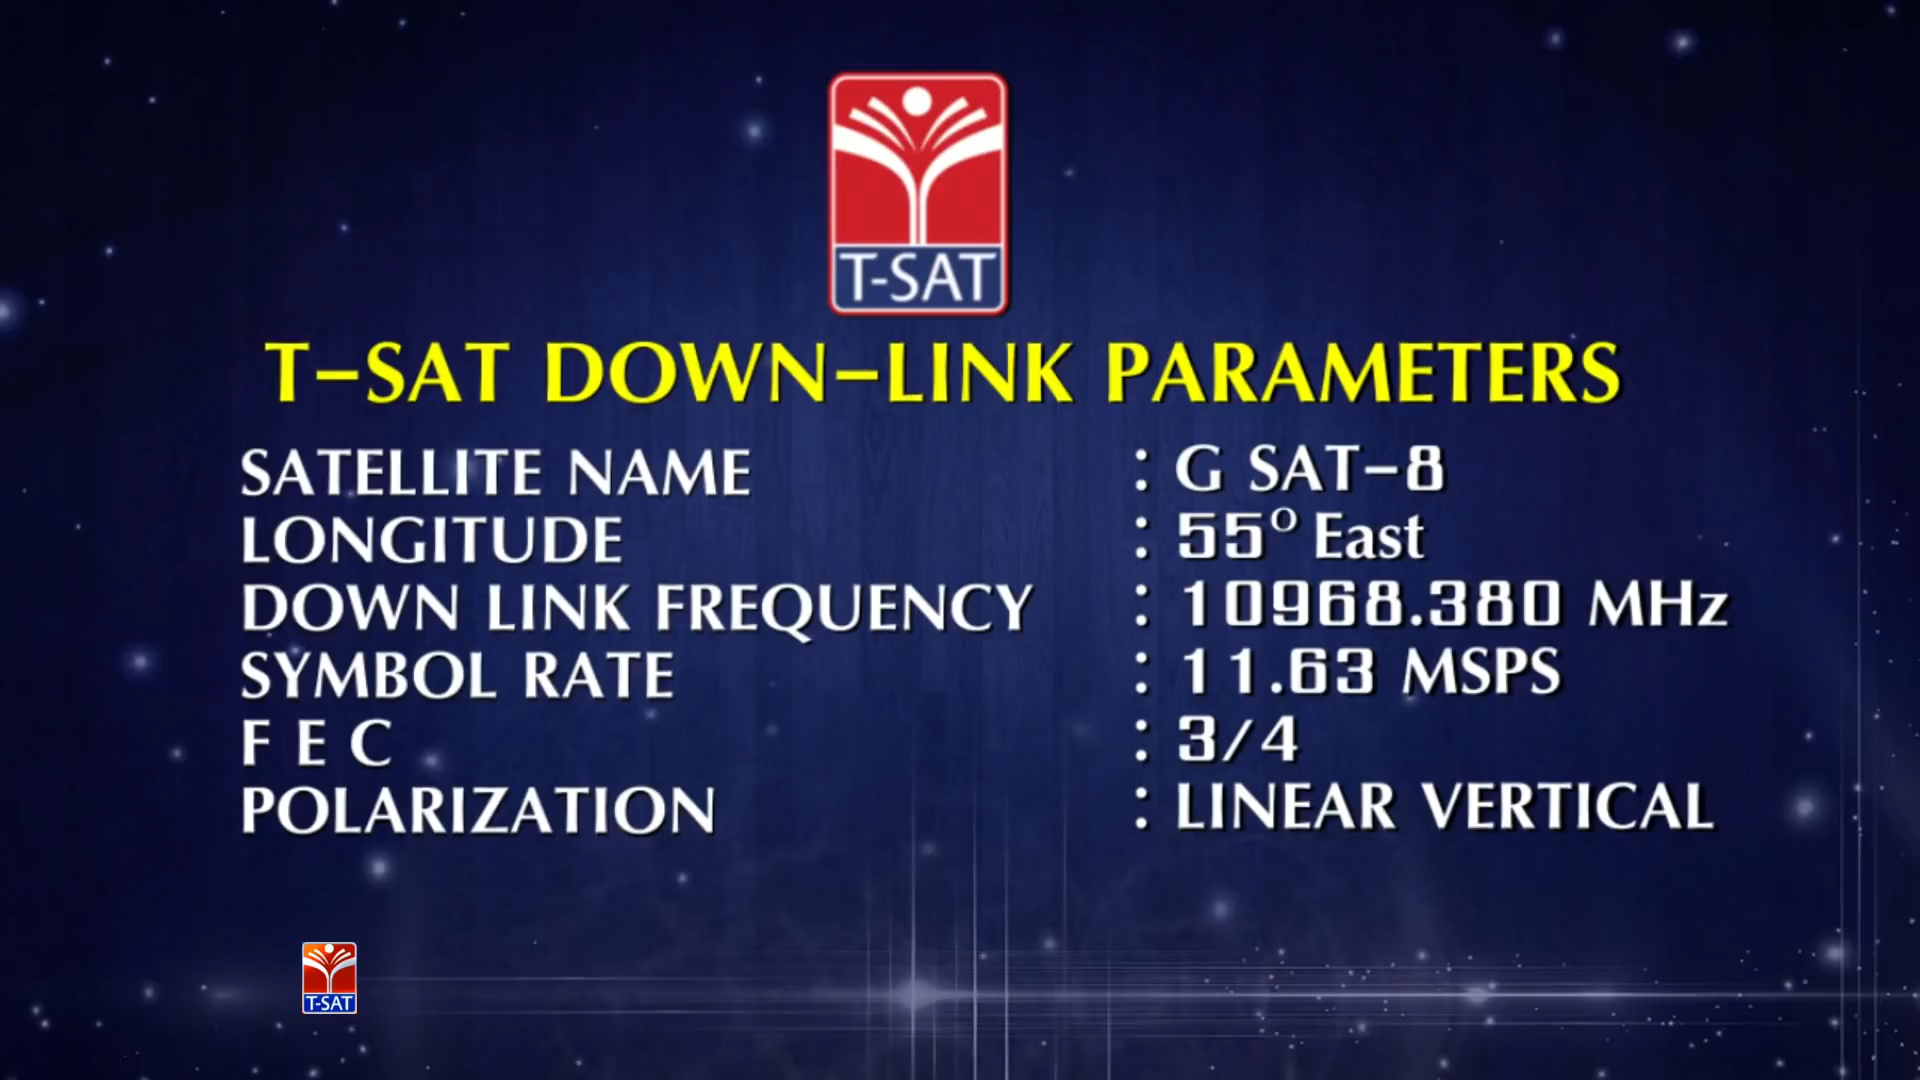 T-SAT
T-SAT DOWN-LINK PARAMETERS
SATELLITE NAME : G SAT-8
LONGITUDE : 55° East
DOWN LINK FREQUENCY : 10968.380 MHz
SYMBOL RATE : 11.63 MSPS
F E C : 3/4
POLARIZATION : LINEAR VERTICAL
T-SAT